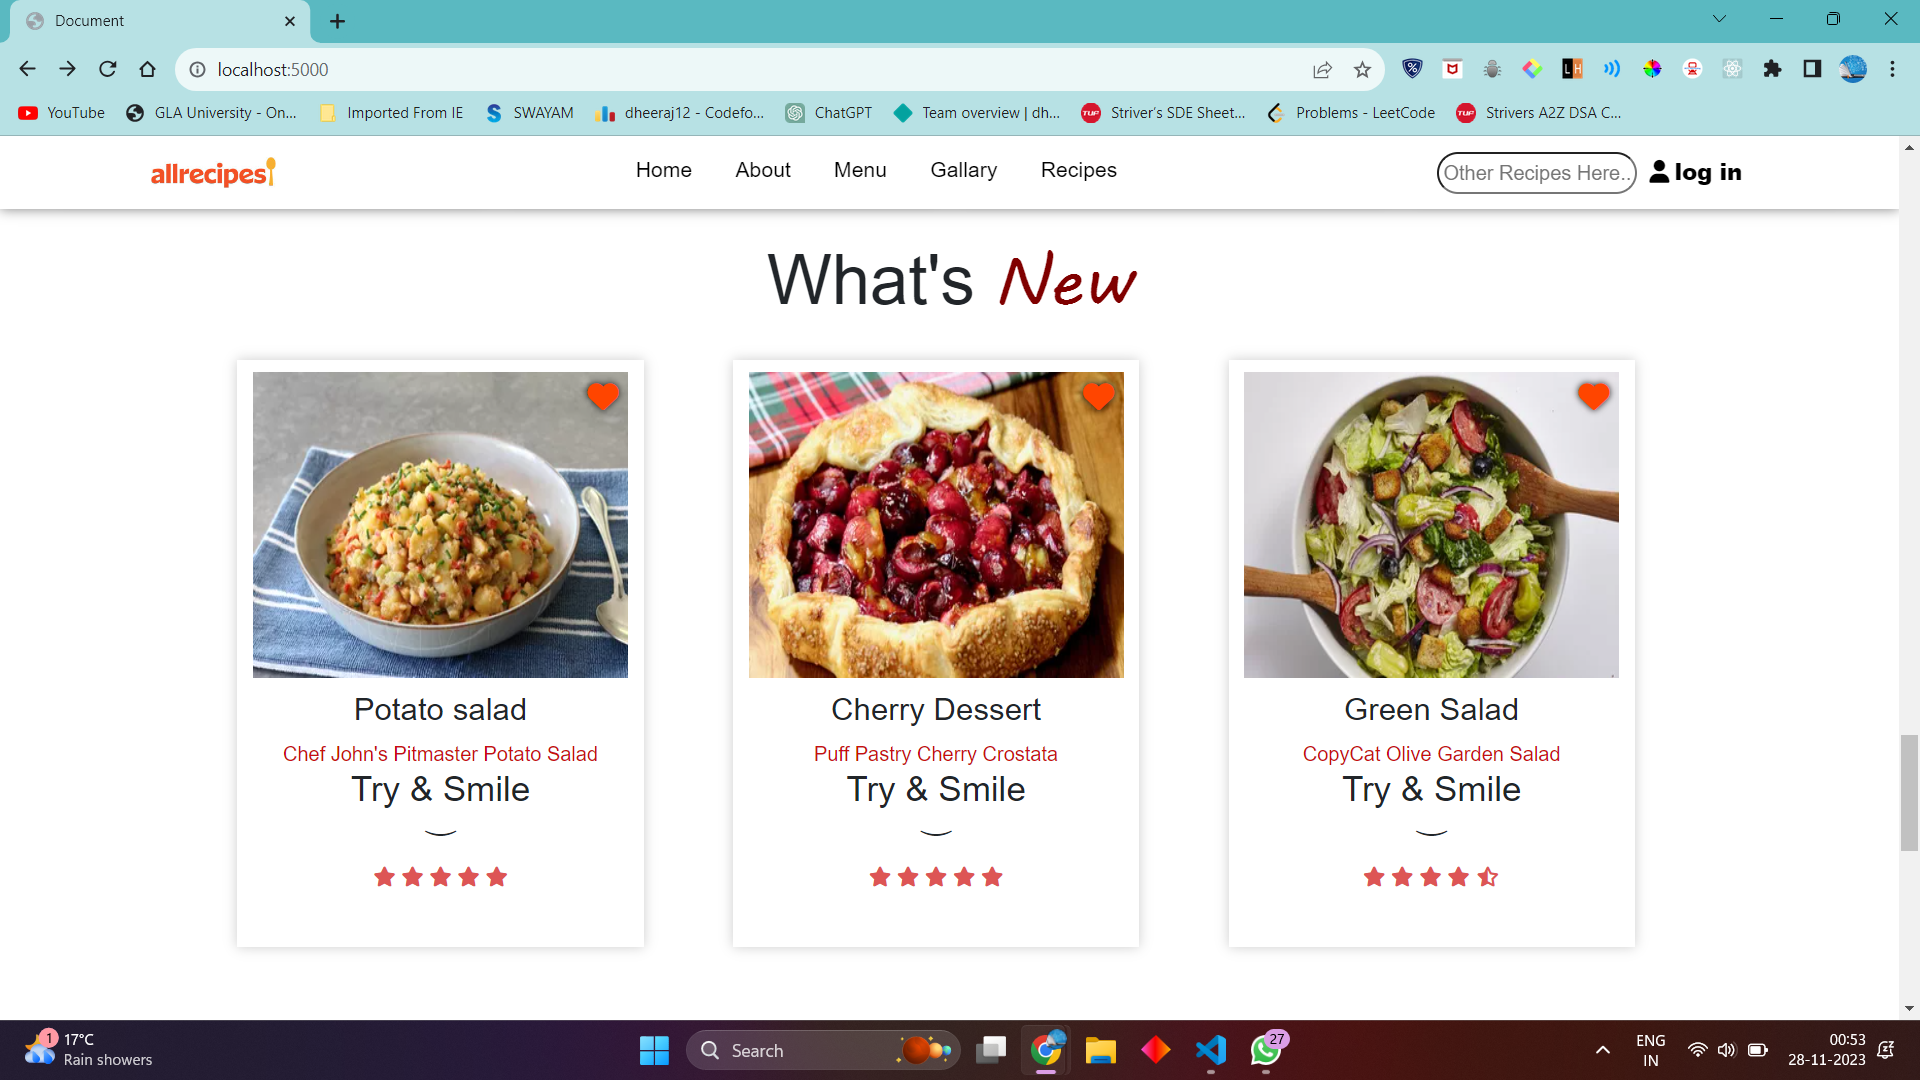 Document
localhost:5000
YouTube GLA University - On... Imported From IE SWAYAM dheeraj12 - Codefo... ChatGPT Team overview | dh... Striver's SDE Sheet... Problems - LeetCode Strivers A2Z DSA C...
allrecipes Home About Menu Gallary Recipes Other Recipes Here.. log in
What's New
Potato salad
Chef John's Pitmaster Potato Salad
Try & Smile
Cherry Dessert
Puff Pastry Cherry Crostata
Try & Smile
Green Salad
CopyCat Olive Garden Salad
Try & Smile
1
17°C
Rain showers
Search
27
ENG
IN
00:53
28-11-2023